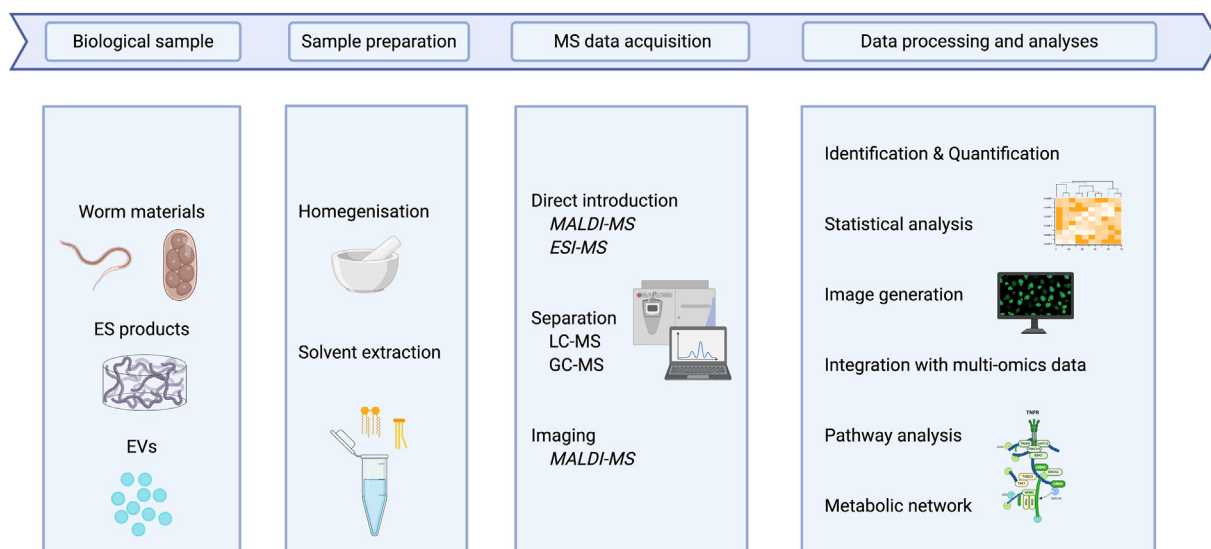 Biological sample
Sample preparation
MS data acquisition
Data processing and analyses
Worm materials
ES products
EVs
Homegenisation
Solvent extraction
Direct introduction
MALDI-MS
ESI-MS
Separation
LC-MS
GC-MS
Imaging
MALDI-MS
Identification & Quantification
Statistical analysis
Image generation
Integration with multi-omics data
Pathway analysis
Metabolic network
TNFR